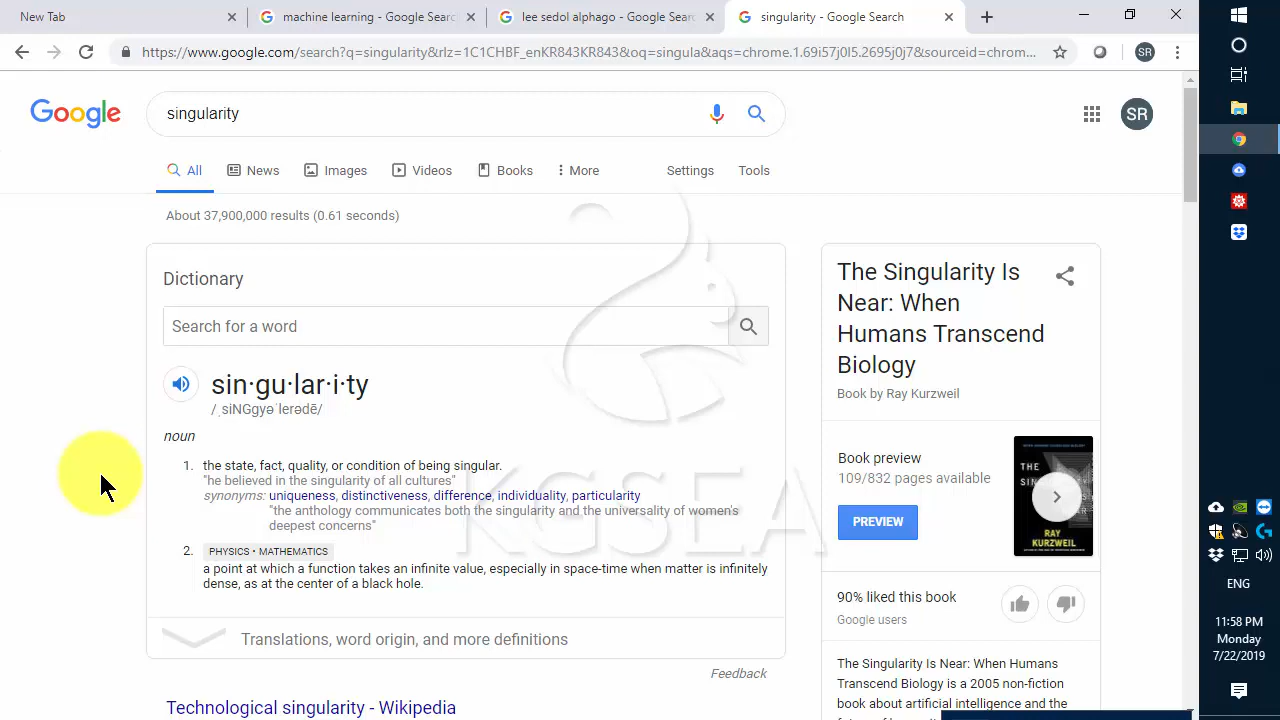 New Tab
machine learning - Google Searc
leesedol alphago - Google Searc
singularity - Google Search
https://www.google.com/search?q=singularity&rlz=1C1CHBF_enKR843KR843&oq=singula&aqs=chrome.1.69i57j0l5.2695j0j7&sourceid=chrom...
SR
Google
singularity
SR
All
News
Images
Videos
Books
More
Settings
Tools
About 37,900,000 results (0.61 seconds)
Dictionary
Search for a word
sin·gu·lar·i·ty
/ˌsiNGgyəˈlerədē/
noun
1. the state, fact, quality, or condition of being singular.
"he believed in the singularity of all cultures"
synonyms: uniqueness, distinctiveness, difference, individuality, particularity
"the anthology communicates both the singularity and the universality of women's
deepest concerns"
2. PHYSICS • MATHEMATICS
a point at which a function takes an infinite value, especially in space-time when matter is infinitely
dense, as at the center of a black hole.
Translations, word origin, and more definitions
Feedback
Technological singularity - Wikipedia
The Singularity Is
Near: When
Humans Transcend
Biology
Book by Ray Kurzweil
Book preview
109/832 pages available
PREVIEW
THE
RAY
KURZWEIL
90% liked this book
Google users
The Singularity Is Near: When Humans
Transcend Biology is a 2005 non-fiction
book about artificial intelligence and the
ENG
11:58 PM
Monday
7/22/2019